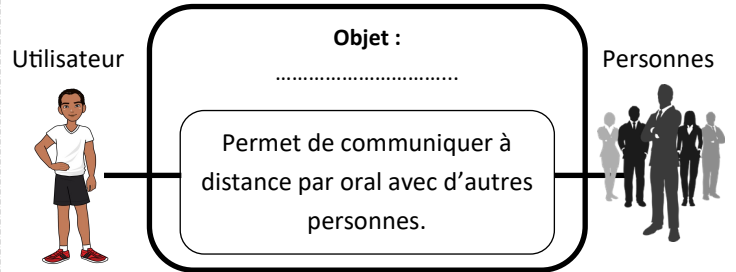 Objet :
Utilisateur
Personnes
................................
Permet de communiquer à
distance par oral avec d'autres
personnes.